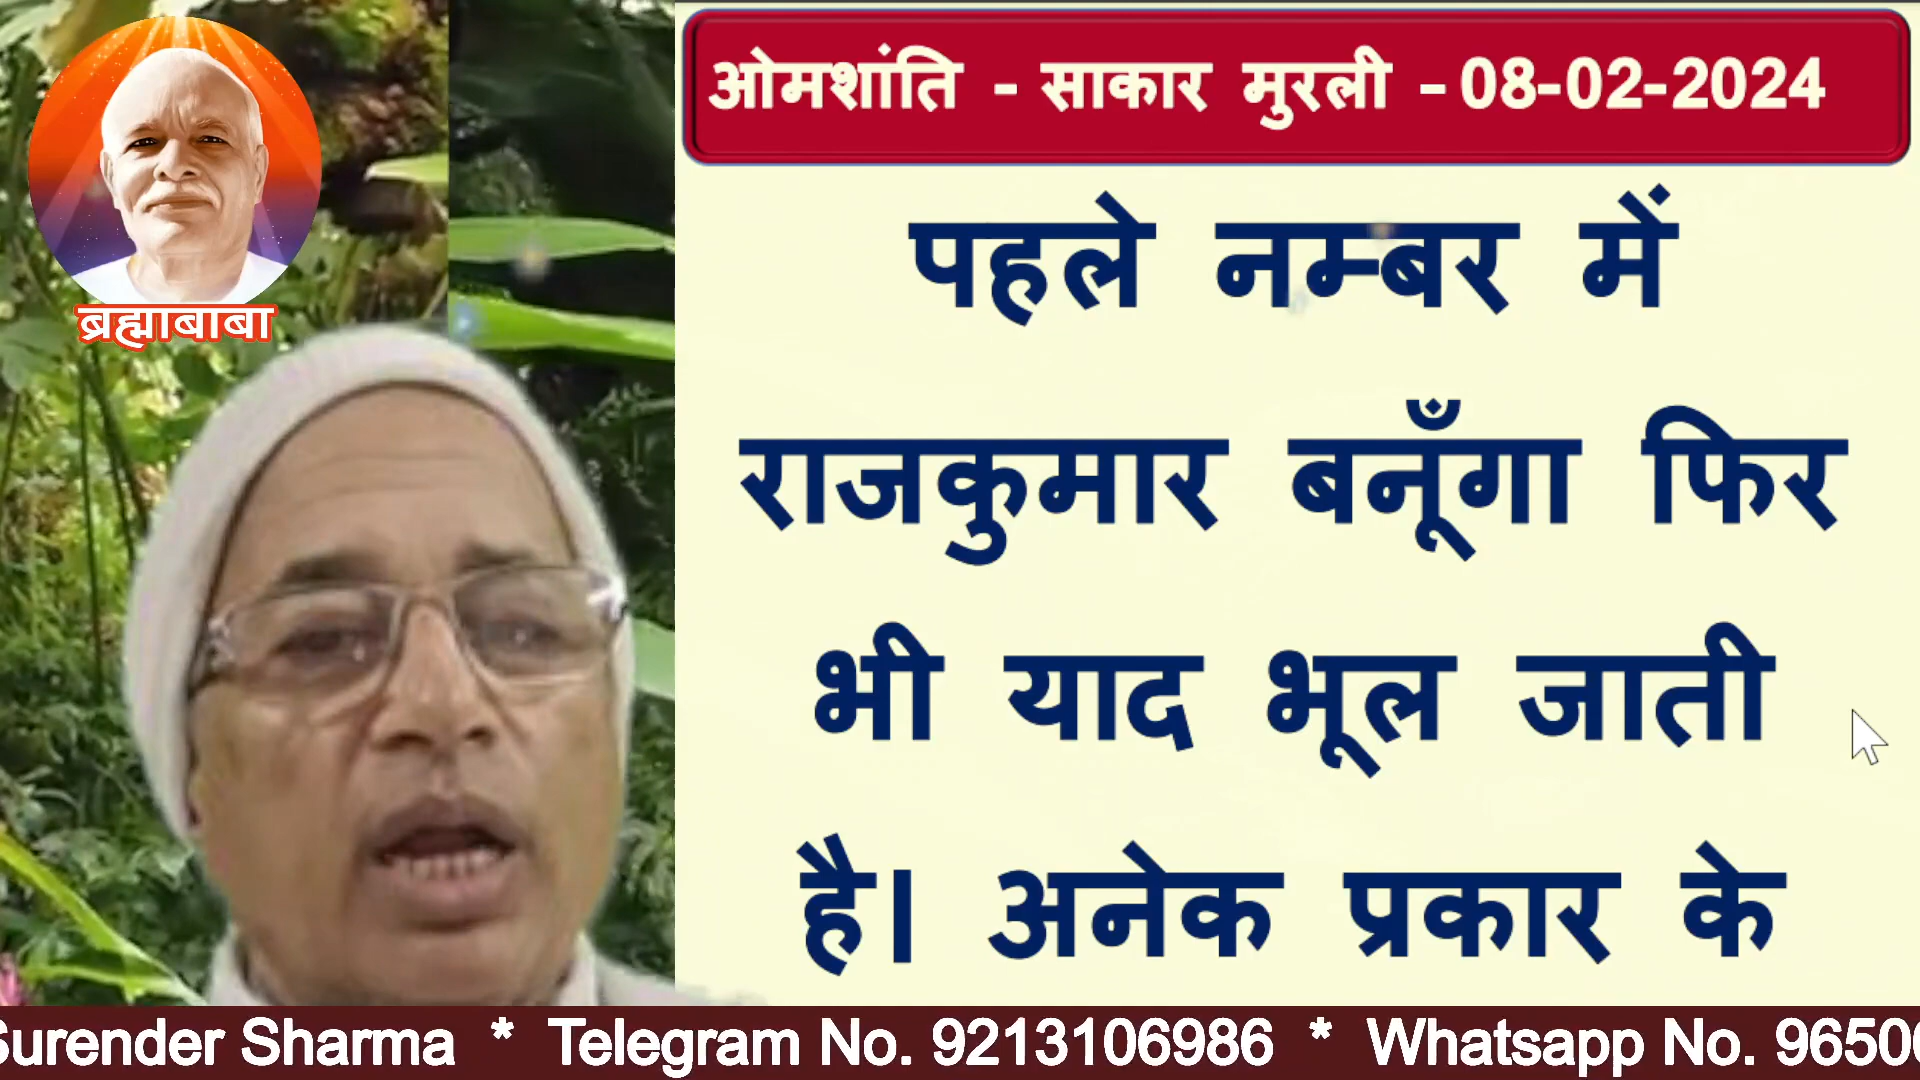 ओमशांति - साकार मुरली - 08-02-2024
ब्रह्माबाबा
पहले नम्बर में
राजकुमार बनूँगा फिर
भी याद भूल जाती
है। अनेक प्रकार के
Surender Sharma * Telegram No. 9213106986 * Whatsapp No. 9650